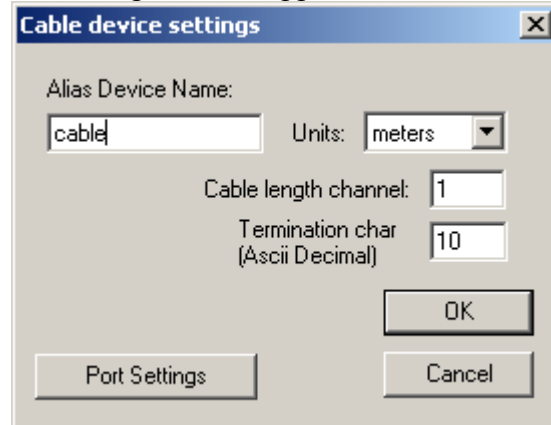 Cable device settings
Alias Device Name:
cable
Units: meters
Cable length channel: 1
Termination char
(Ascii Decimal) 10
OK
Port Settings
Cancel